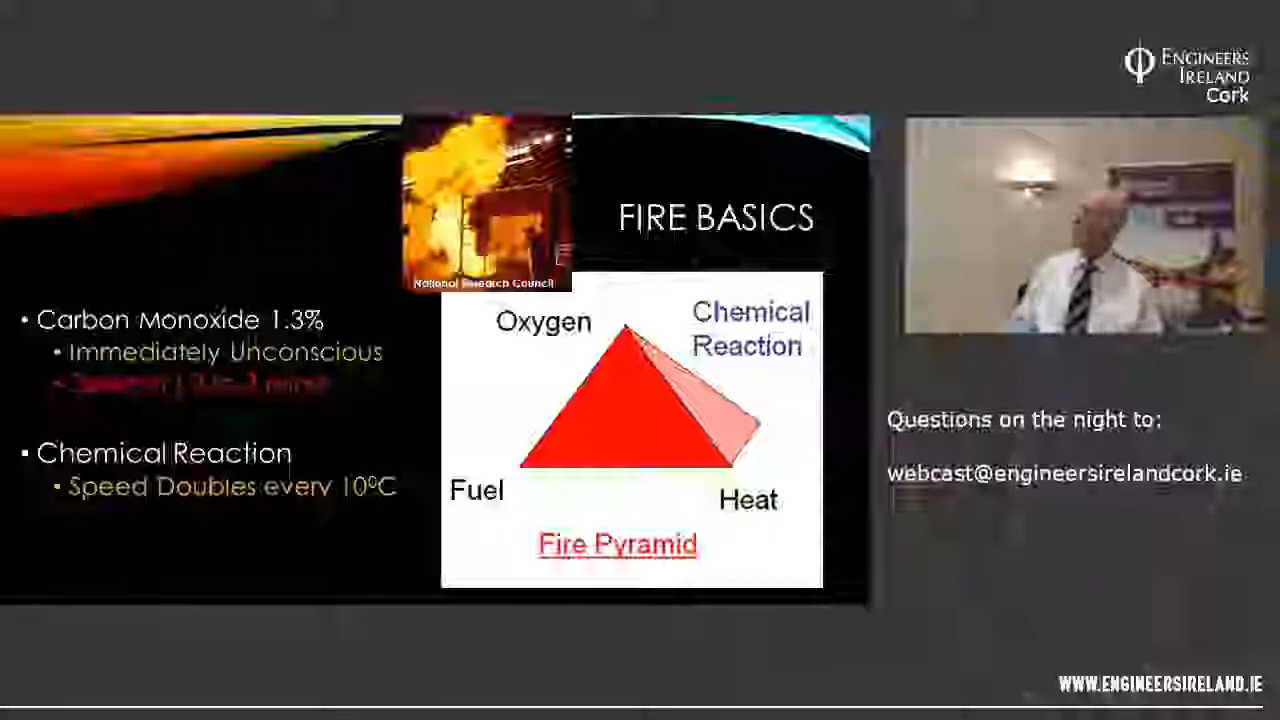 ENGINEERS
IRELAND
Cork
FIRE BASICS
National Research Council
• Carbon Monoxide 1.3%
• Immediately Unconscious
• Chemical Reaction
• Speed Doubles every 10⁰C
Oxygen
Chemical
Reaction
Fuel
Heat
Fire Pyramid
Questions on the night to:
webcast@engineersirelandcork.ie
WWW.ENGINEERSIRELAND.IE